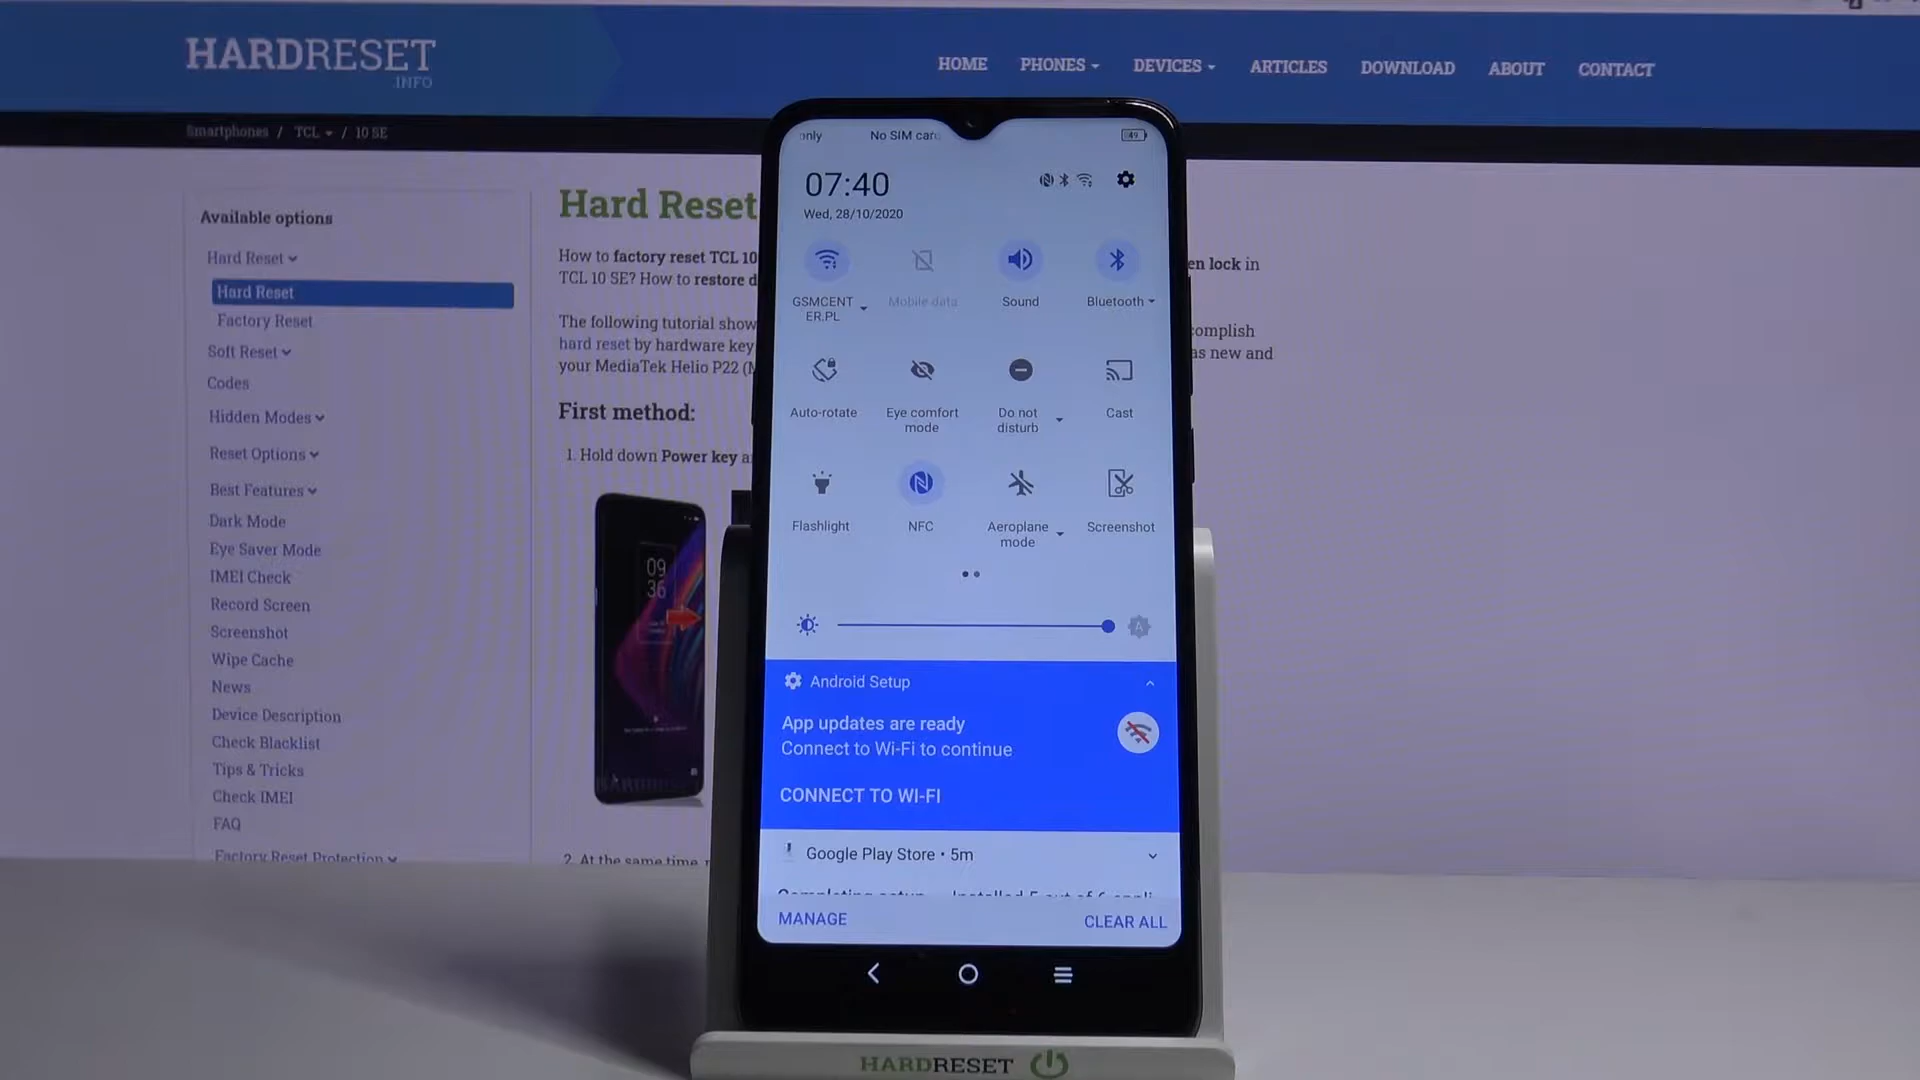 HARDRESET
.INFO
HOME
PHONES
DEVICES
ARTICLES
DOWNLOAD
ABOUT
CONTACT
Smartphones / TCL / 10 SE
Available options
Hard Reset
Hard Reset
Factory Reset
Soft Reset
Codes
Hidden Modes
Reset Options
Best Features
Dark Mode
Eye Saver Mode
IMEI Check
Record Screen
Screenshot
Wipe Cache
News
Device Description
Check Blacklist
Tips & Tricks
Check IMEI
FAQ
Factory Reset Protection
Hard Reset
How to factory reset TCL 10
TCL 10 SE? How to restore
The following tutorial
hard reset by hardware
your MediaTek Helio P22
First method:
1. Hold down Power key
09
36
2. At the same time,
lock in
as new and
only
No SIM card
49
07:40
Wed, 28/10/2020
GSMCENT
ER.PL
Mobile data
Sound
Bluetooth
Auto-rotate
Eye comfort
mode
Do not
disturb
Cast
Flashlight
NFC
Aeroplane
mode
Screenshot
A
Android Setup
App updates are ready
Connect to Wi-Fi to continue
CONNECT TO WI-FI
Google Play Store • 5m
MANAGE
CLEAR ALL
HARDRESET